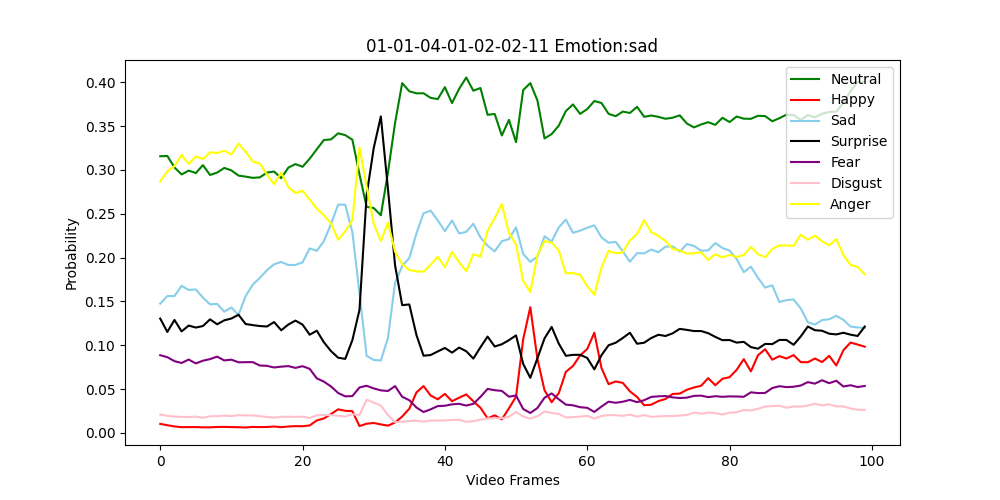 01-01-04-01-02-02-11 Emotion:sad
Probability
0.40
0.35
0.30
0.25
0.20
0.15
0.10
0.05
0.00
0 20 40 60 80 100
Video Frames
Neutral
Happy
Sad
Surprise
Fear
Disgust
Anger